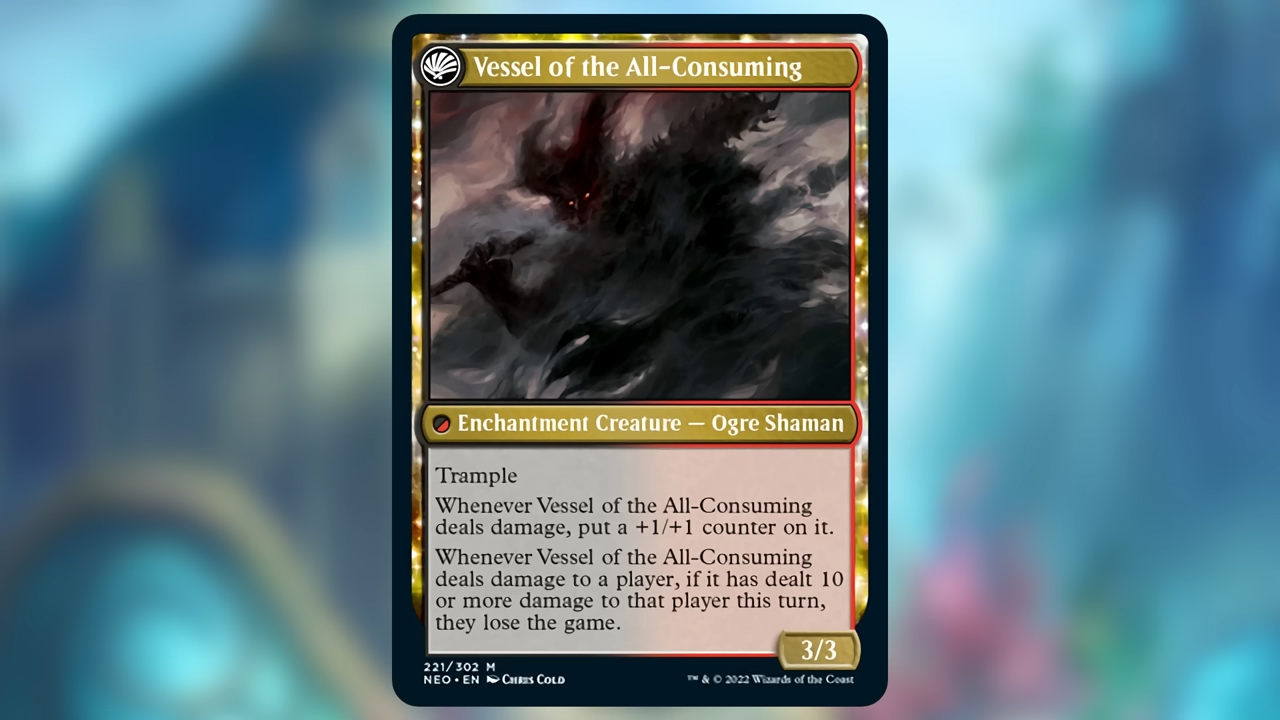 Vessel of the All-Consuming
Enchantment Creature — Ogre Shaman
Trample
Whenever Vessel of the All-Consuming
deals damage, put a +1/+1 counter on it.
Whenever Vessel of the All-Consuming
deals damage to a player, if it has dealt 10
or more damage to that player this turn,
they lose the game.
3/3
221/302 M
NEO • EN Chris Cold
™ & © 2022 Wizards of the Coast